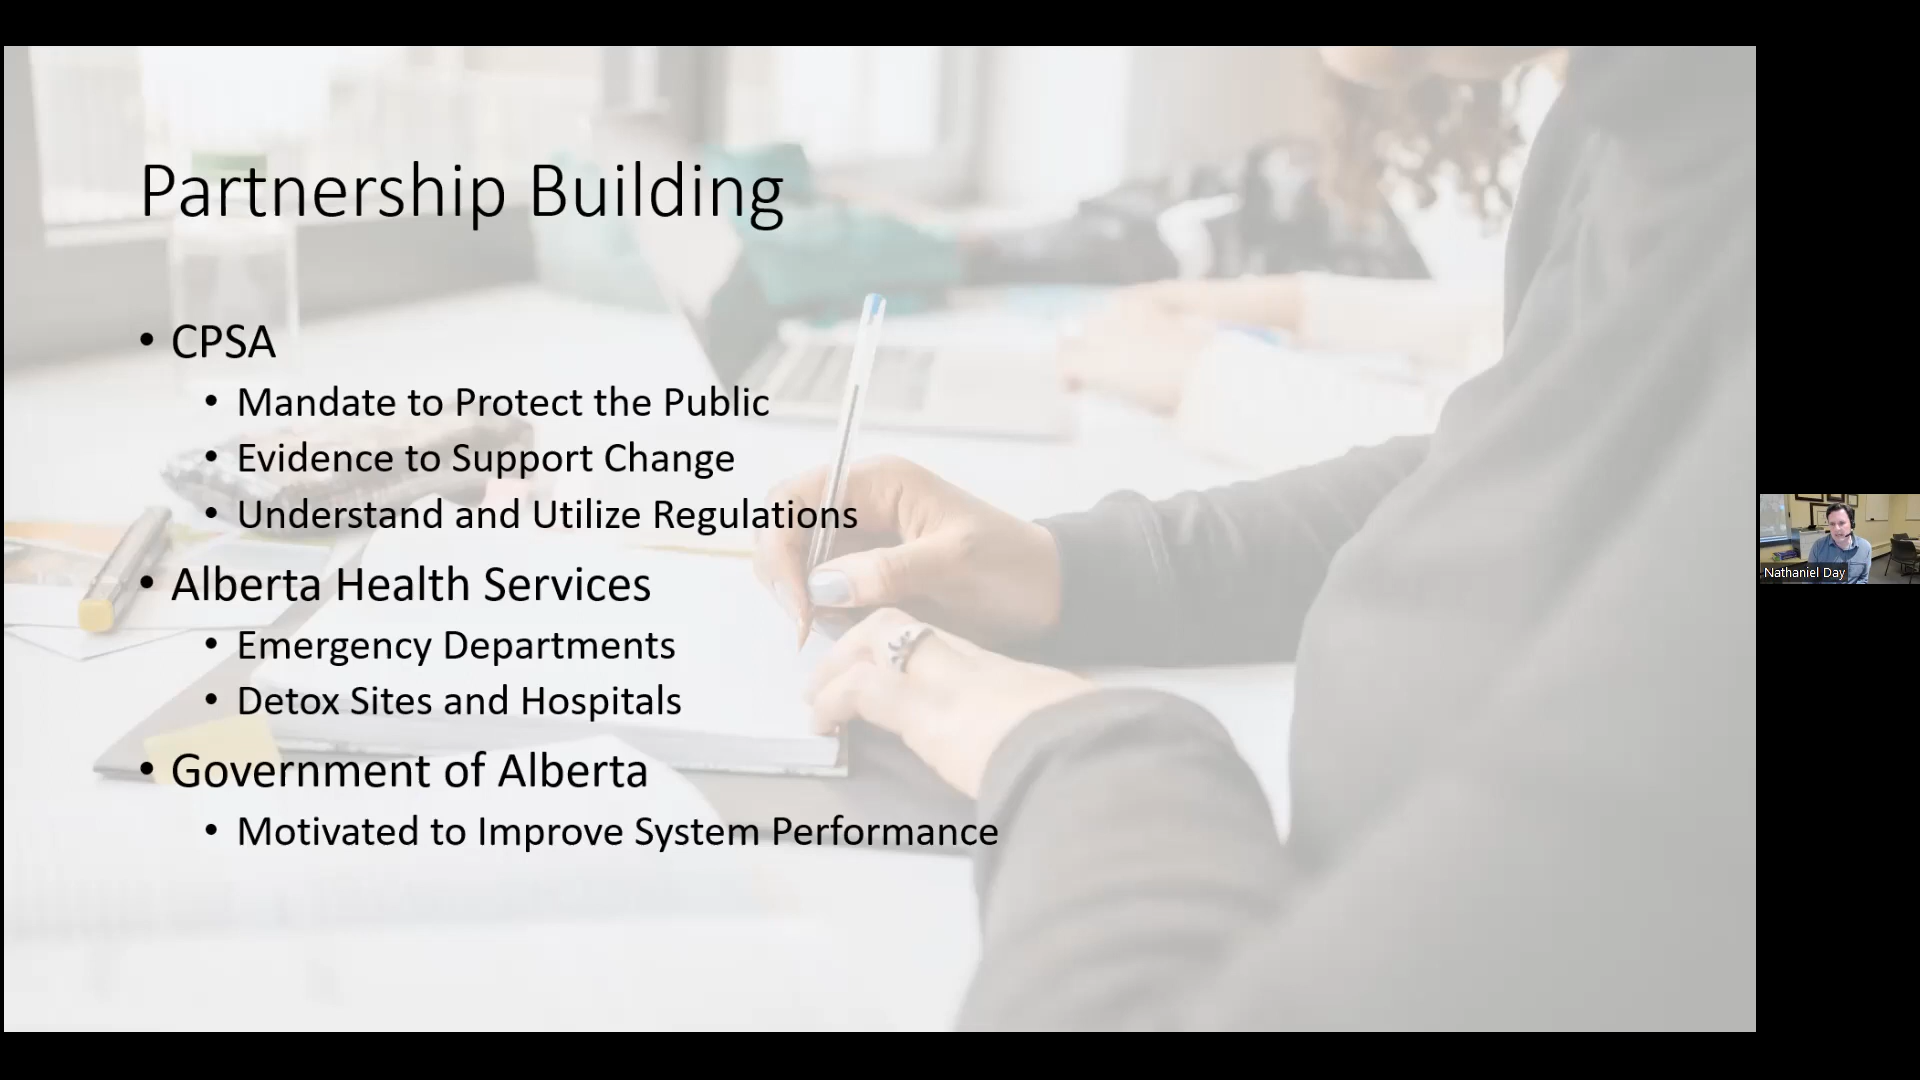 Partnership Building
• CPSA
• Mandate to Protect the Public
• Evidence to Support Change
• Understand and Utilize Regulations
• Alberta Health Services
• Emergency Departments
• Detox Sites and Hospitals
• Government of Alberta
• Motivated to Improve System Performance
Nathaniel Day